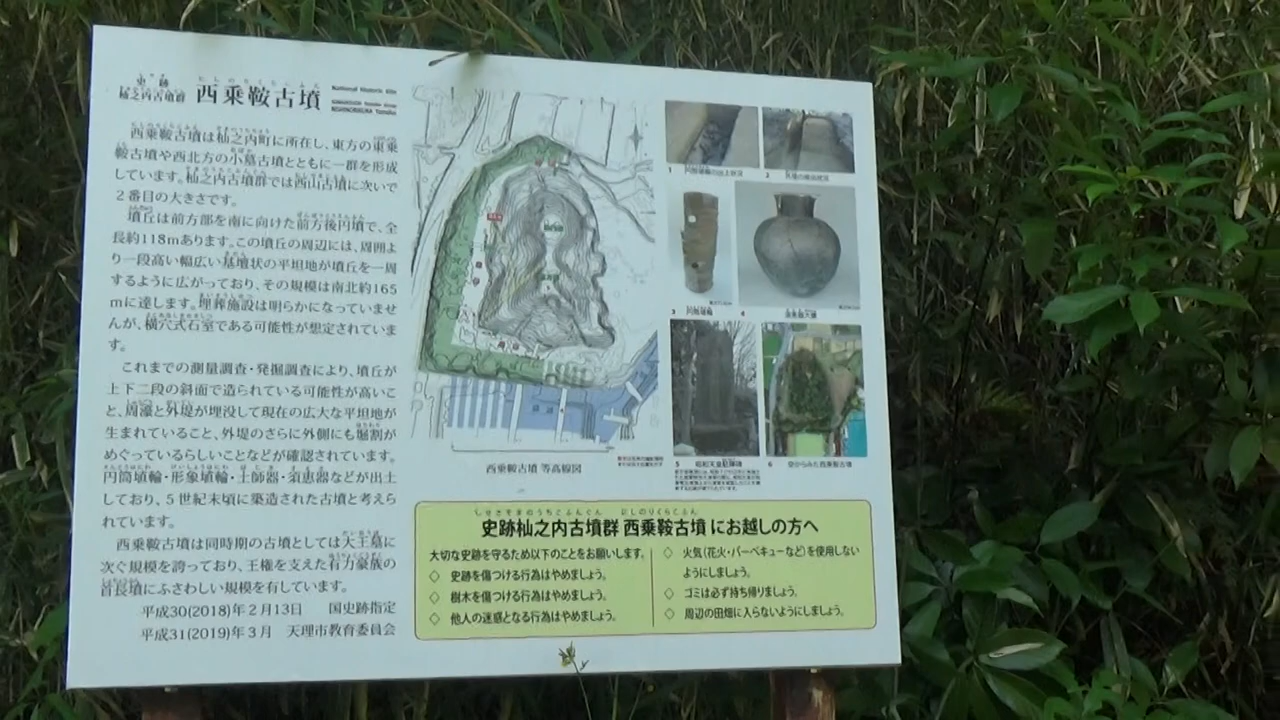 史跡
杣之内古墳群 西乗鞍古墳
National Historic Site
西乗鞍古墳は杣之内町に所在し、東方の東乗
鞍古墳や西北方の小墓古墳とともに一群を形成
しています。杣之内古墳群では西山古墳に次いで
２番目の大きさです。
墳丘は前方部を南に向けた前方後円墳で、全
長約118mあります。この墳丘の周辺には、周囲よ
り一段高い幅広い基壇状の平坦地が墳丘を一周
するように広がっており、その規模は南北約165
mに達します。埋葬施設は明らかになっていませ
んが、横穴式石室である可能性が想定されていま
す。
これまでの測量調査・発掘調査により、墳丘が
上下二段の斜面で造られている可能性が高いこ
と、周濠と外堤が埋没して現在の広大な平坦地が
生まれていること、外堤のさらに外側にも堀割が
めぐっているらしいことなどが確認されています。
円筒埴輪・形象埴輪・土師器・須恵器などが出土
しており、５世紀末頃に築造された古墳と考えら
れています。
西乗鞍古墳は同時期の古墳としては大王墓に
次ぐ規模を誇っており、王権を支えた有力豪族の
首長墳にふさわしい規模を有しています。
平成30(2018)年２月13日 国史跡指定
平成31(2019)年３月 天理市教育委員会
西乗鞍古墳 等高線図
1 円筒埴輪の出土状況
2
3 円筒埴輪
4 須恵器大甕
5 昭和天皇駐蹕碑
6 空からみた西乗鞍古墳
史跡杣之内古墳群 西乗鞍古墳 にお越しの方へ
大切な史跡を守るため以下のことをお願いします。
◇ 史跡を傷つける行為はやめましょう。
◇ 樹木を傷つける行為はやめましょう。
◇ 他人の迷惑となる行為はやめましょう。
◇ 火気（花火・バーベキューなど）を使用しない
ようにしましょう。
◇ ゴミは必ず持ち帰りましょう。
◇ 周辺の田畑に入らないようにしましょう。